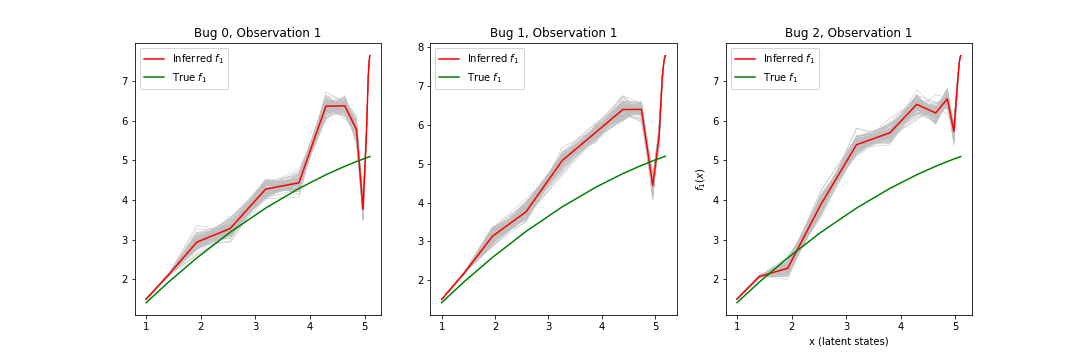 Bug 0, Observation 1
Inferred f₁
True f₁
7
6
5
4
3
2
1 2 3 4 5
Bug 1, Observation 1
Inferred f₁
True f₁
8
7
6
5
4
3
2
1 2 3 4 5
Bug 2, Observation 1
Inferred f₁
True f₁
f₁(x)
7
6
5
4
3
2
1 2 3 4 5
x (latent states)